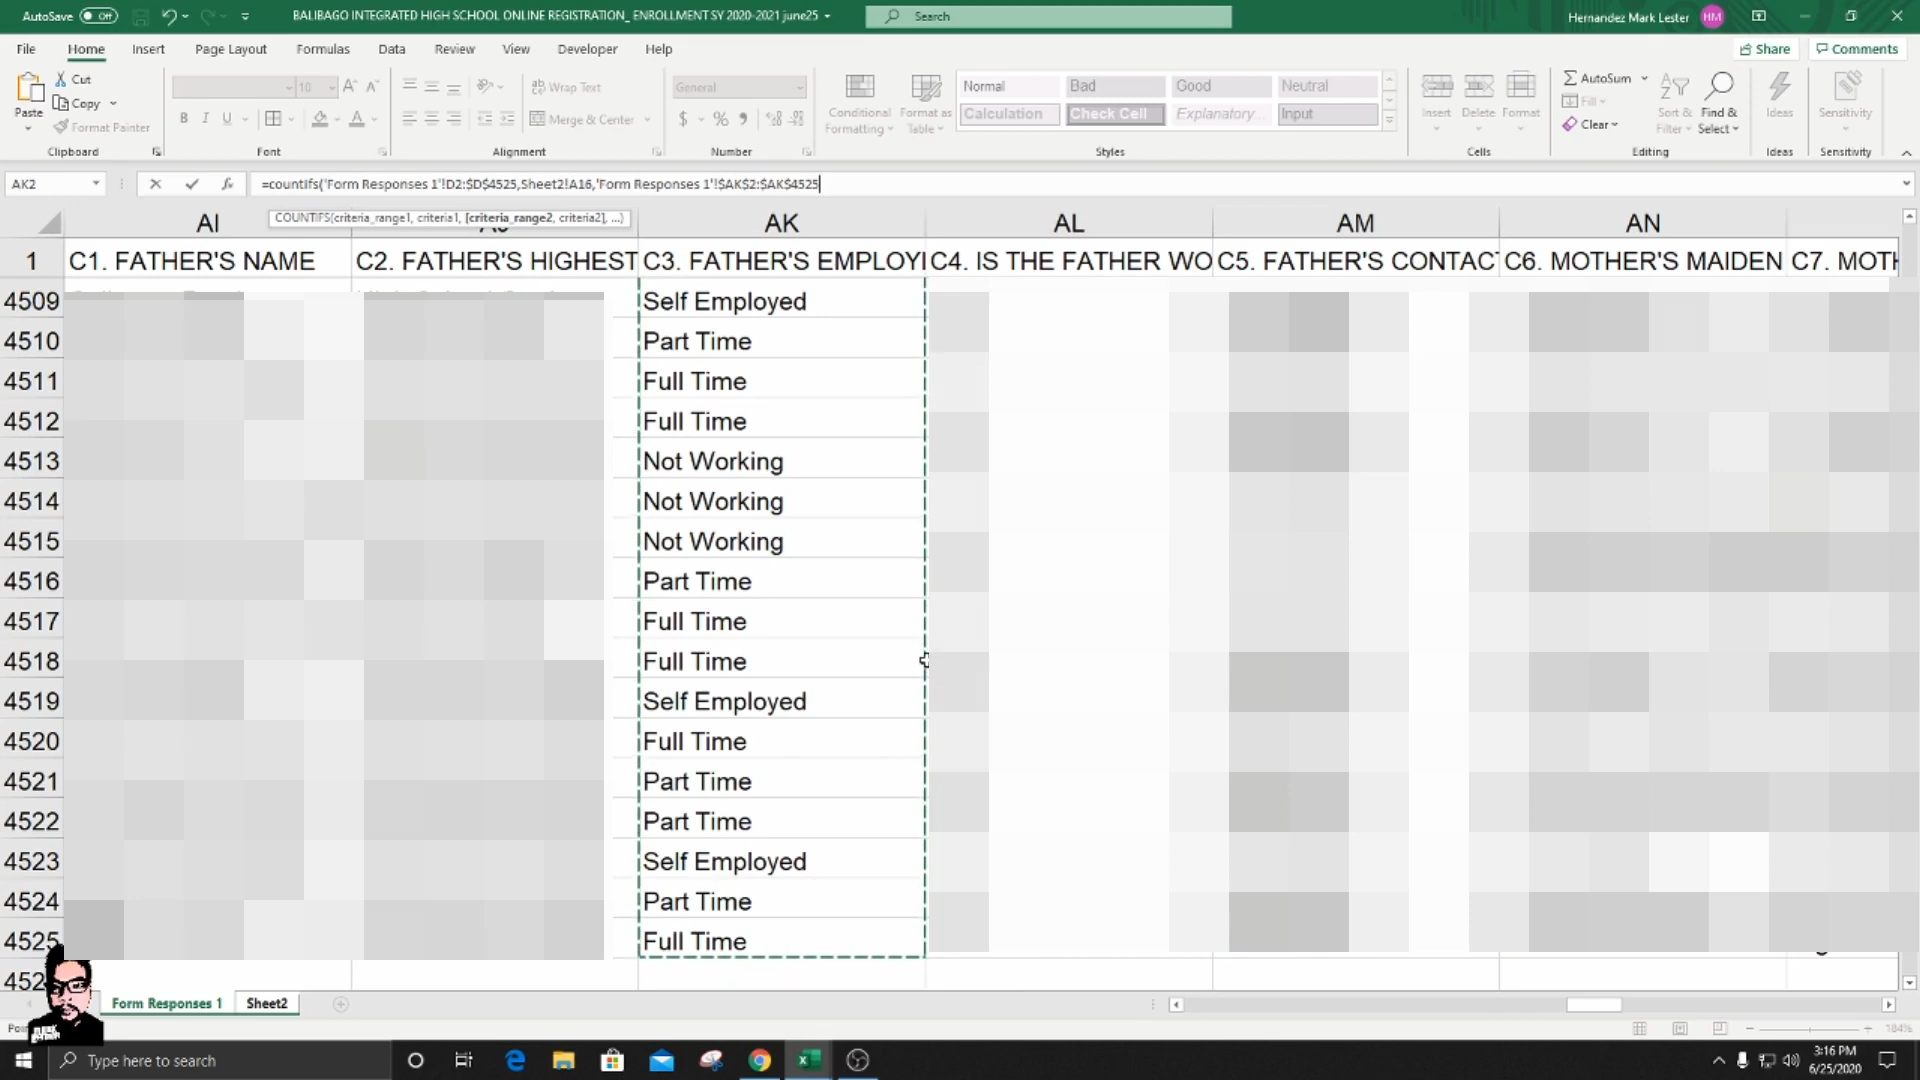 AutoSave Off BALIBAGO INTEGRATED HIGH SCHOOL ONLINE REGISTRATION_ ENROLLMENT SY 2020-2021 june25 Search Hernandez Mark Lester HM
File Home Insert Page Layout Formulas Data Review View Developer Help Share Comments
Paste Cut Copy Format Painter Clipboard
10 Font
Wrap Text Merge & Center Alignment
General Number
Conditional Formatting Format as Table Normal Bad Good Neutral
Calculation Check Cell Explanatory... Input Styles
Insert Delete Format Cells
AutoSum Fill Clear Sort & Filter Find & Select Editing
Ideas Ideas Sensitivity Sensitivity
AK2 =countifs('Form Responses 1'!D2:$D$4525,Sheet2!A16,'Form Responses 1'!$AK$2:$AK$4525
COUNTIFS(criteria_range1, criteria1, [criteria_range2, criteria2], ...)
AI AK AL AM AN
1 C1. FATHER'S NAME C2. FATHER'S HIGHEST C3. FATHER'S EMPLOYI C4. IS THE FATHER WO C5. FATHER'S CONTACT C6. MOTHER'S MAIDEN C7. MOTH
4509 Self Employed
4510 Part Time
4511 Full Time
4512 Full Time
4513 Not Working
4514 Not Working
4515 Not Working
4516 Part Time
4517 Full Time
4518 Full Time
4519 Self Employed
4520 Full Time
4521 Part Time
4522 Part Time
4523 Self Employed
4524 Part Time
4525 Full Time
Form Responses 1 Sheet2
184%
Type here to search 3:16 PM
6/25/2020